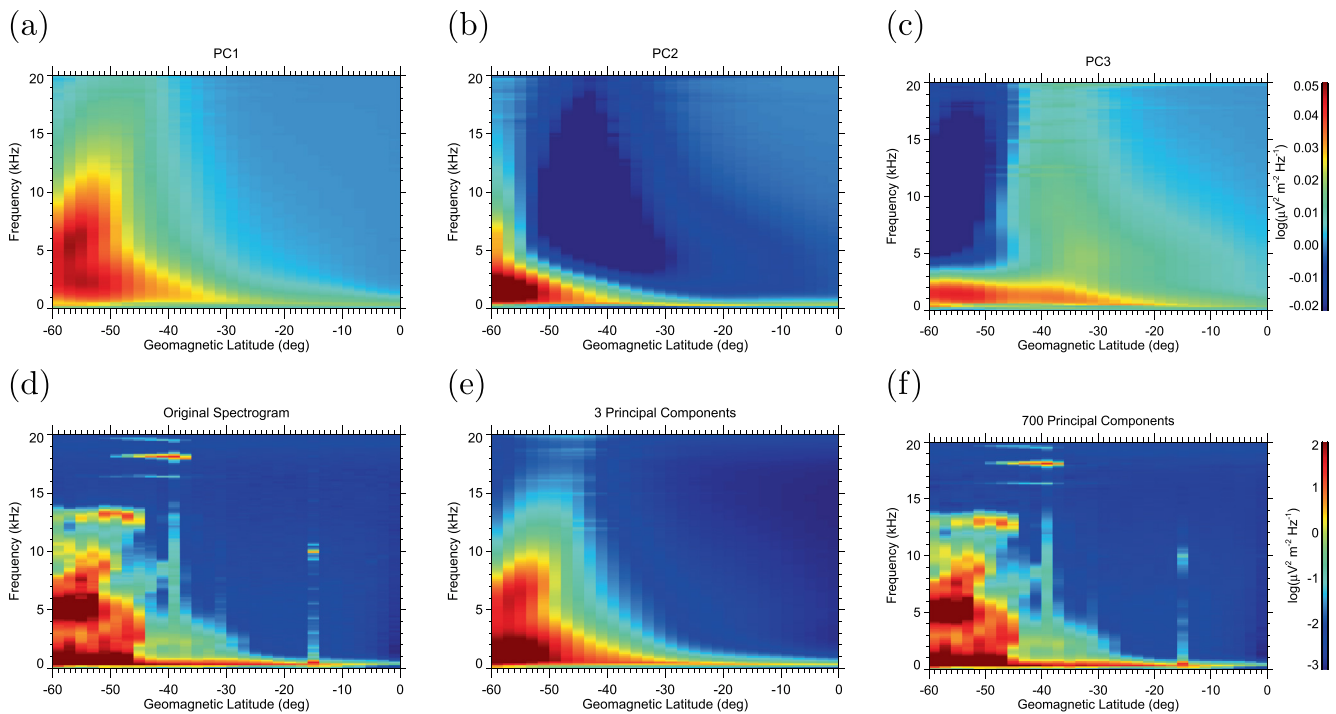 (a) (b) (c)
PC1 PC2 PC3
20 15 10 5 0
Frequency (kHz)
-60 -50 -40 -30 -20 -10 0
Geomagnetic Latitude (deg)
20 15 10 5 0
Frequency (kHz)
-60 -50 -40 -30 -20 -10 0
Geomagnetic Latitude (deg)
20 15 10 5 0
Frequency (kHz)
-60 -50 -40 -30 -20 -10 0
Geomagnetic Latitude (deg)
0.05 0.04 0.03 0.02 0.01 0.00 -0.01 -0.02
log(μV² m⁻² Hz⁻¹)
(d) (e) (f)
Original Spectrogram 3 Principal Components 700 Principal Components
20 15 10 5 0
Frequency (kHz)
-60 -50 -40 -30 -20 -10 0
Geomagnetic Latitude (deg)
20 15 10 5 0
Frequency (kHz)
-60 -50 -40 -30 -20 -10 0
Geomagnetic Latitude (deg)
20 15 10 5 0
Frequency (kHz)
-60 -50 -40 -30 -20 -10 0
Geomagnetic Latitude (deg)
2 1 0 -1 -2 -3
log(μV² m⁻² Hz⁻¹)